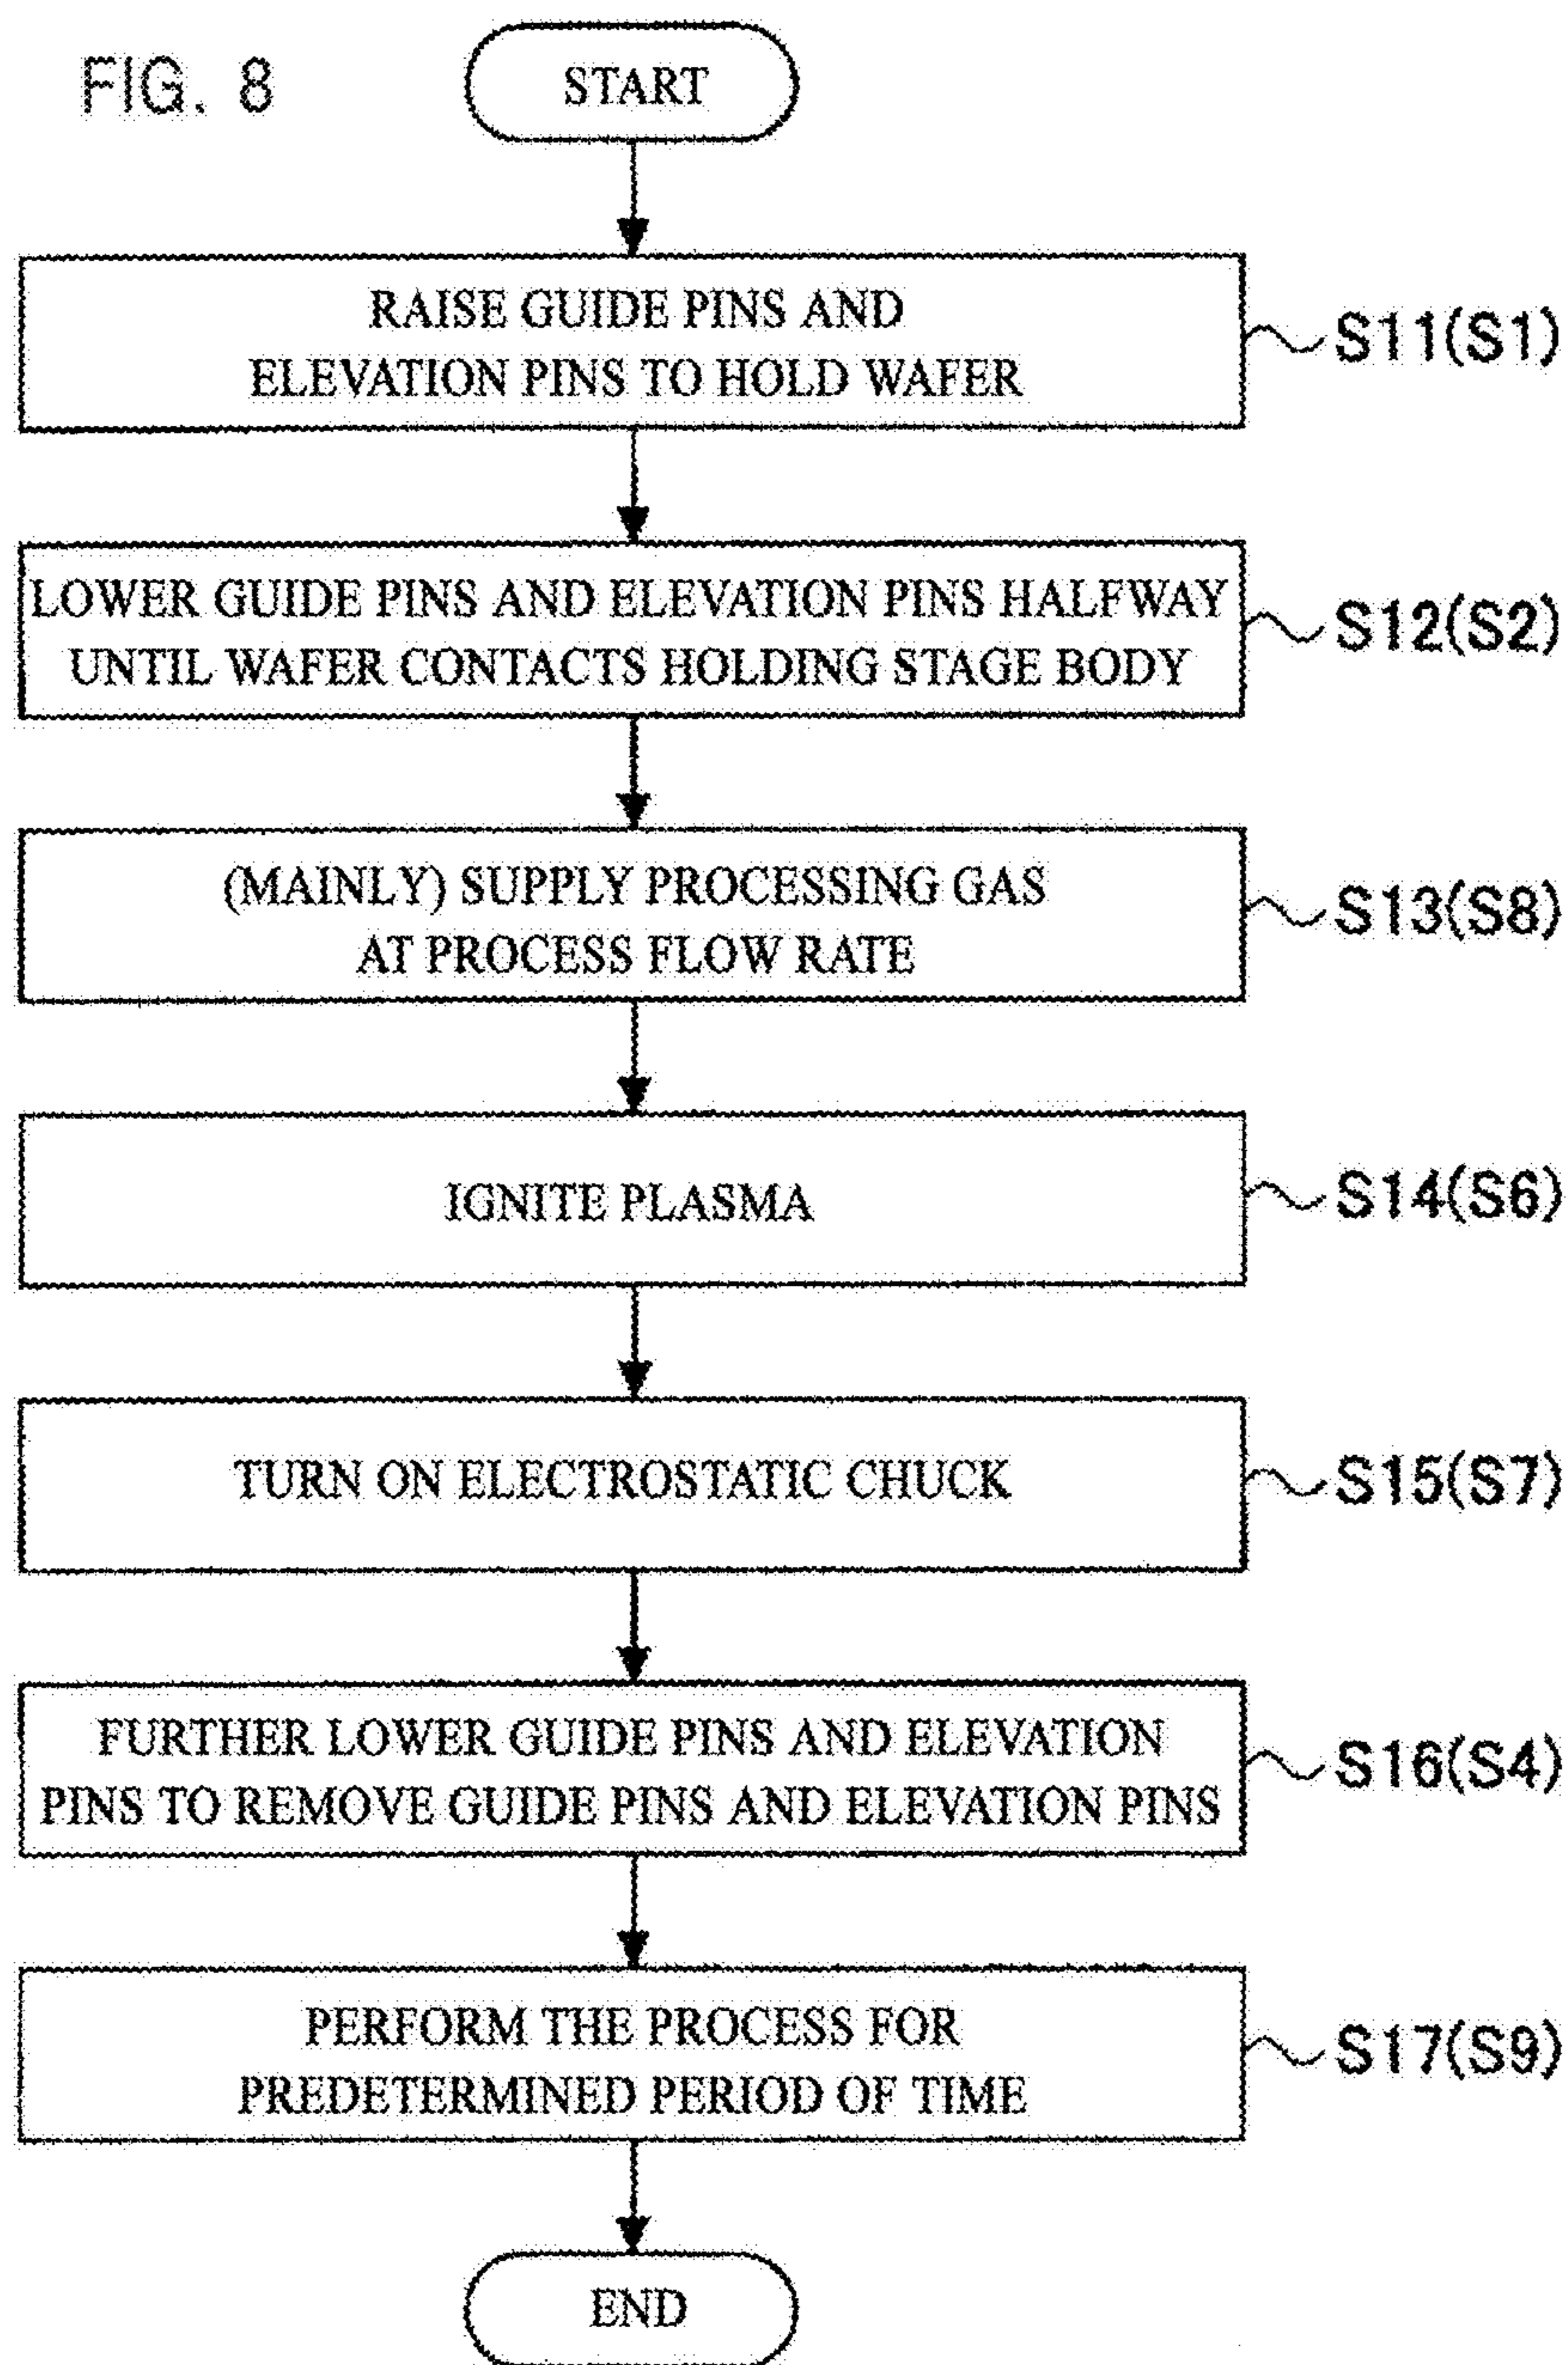 FIG. 8
START
RAISE GUIDE PINS AND
ELEVATION PINS TO HOLD WAFER
S11(S1)
LOWER GUIDE PINS AND ELEVATION PINS HALFWAY
UNTIL WAFER CONTACTS HOLDING STAGE BODY
S12(S2)
(MAINLY) SUPPLY PROCESSING GAS
AT PROCESS FLOW RATE
S13(S8)
IGNITE PLASMA
S14(S6)
TURN ON ELECTROSTATIC CHUCK
S15(S7)
FURTHER LOWER GUIDE PINS AND ELEVATION
PINS TO REMOVE GUIDE PINS AND ELEVATION PINS
S16(S4)
PERFORM THE PROCESS FOR
PREDETERMINED PERIOD OF TIME
S17(S9)
END